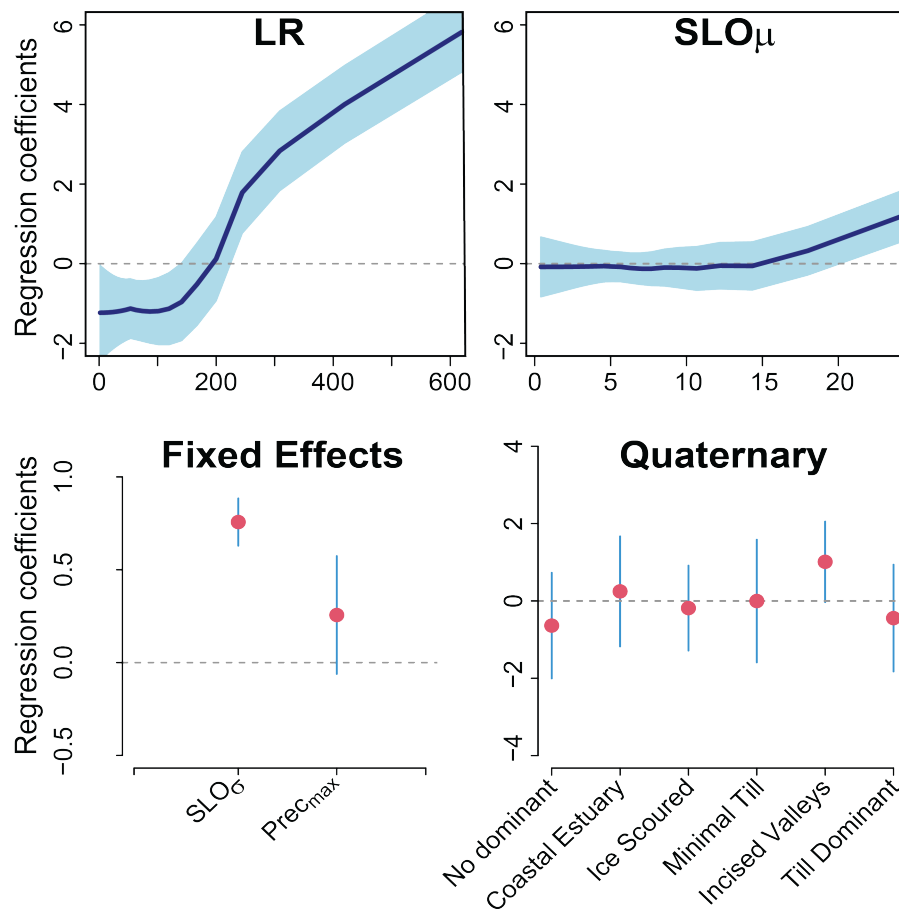 LR
SLOμ
Regression coefficients
6
4
2
0
−2
0 200 400 600
6
4
2
0
−2
0 5 10 15 20
Fixed Effects
Quaternary
Regression coefficients
1.0
0.5
0.0
−0.5
SLOσ
Precmax
4
2
0
−2
−4
No dominant
Coastal Estuary
Ice Scoured
Minimal Till
Incised Valleys
Till Dominant